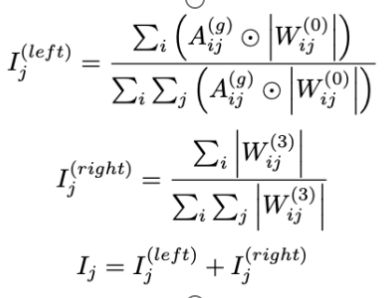 I_j^{(left)} = \frac{\sum_i \left( A_{ij}^{(g)} \odot \left| W_{ij}^{(0)} \right| \right)}{\sum_i \sum_j \left( A_{ij}^{(g)} \odot \left| W_{ij}^{(0)} \right| \right)}
I_j^{(right)} = \frac{\sum_i \left| W_{ij}^{(3)} \right|}{\sum_i \sum_j \left| W_{ij}^{(3)} \right|}
I_j = I_j^{(left)} + I_j^{(right)}